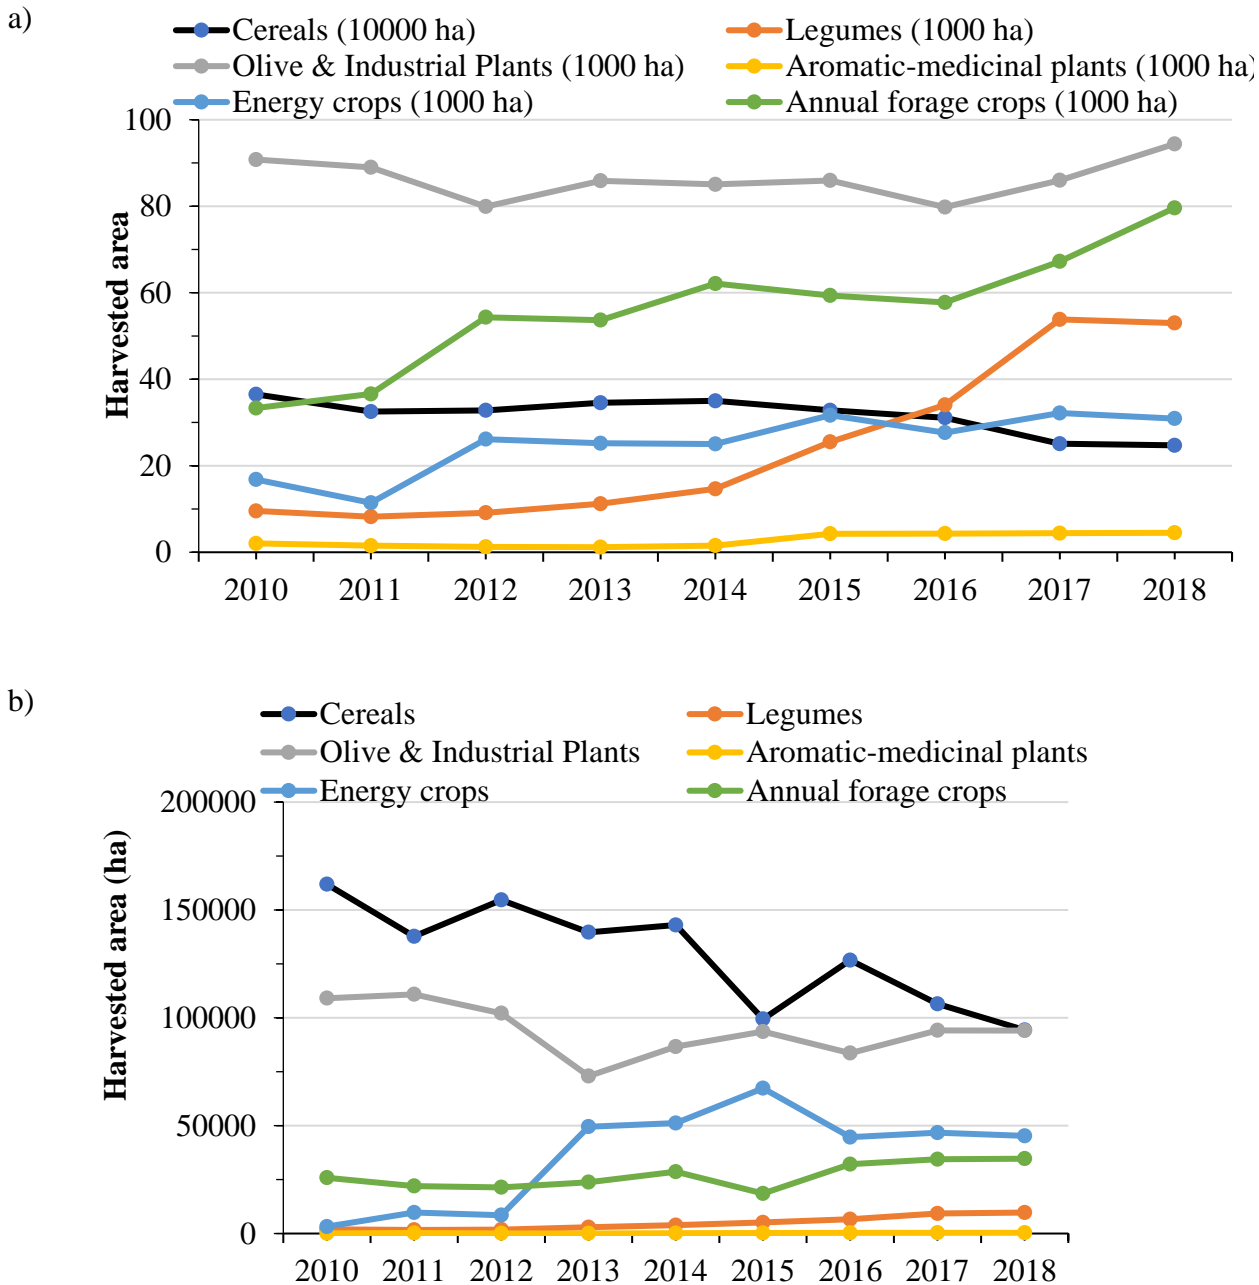 a)
Cereals (10000 ha) Legumes (1000 ha)
Olive & Industrial Plants (1000 ha) Aromatic-medicinal plants (1000 ha)
Energy crops (1000 ha) Annual forage crops (1000 ha)
Harvested area
100
80
60
40
20
0
2010 2011 2012 2013 2014 2015 2016 2017 2018
b)
Cereals Legumes
Olive & Industrial Plants Aromatic-medicinal plants
Energy crops Annual forage crops
Harvested area (ha)
200000
150000
100000
50000
0
2010 2011 2012 2013 2014 2015 2016 2017 2018